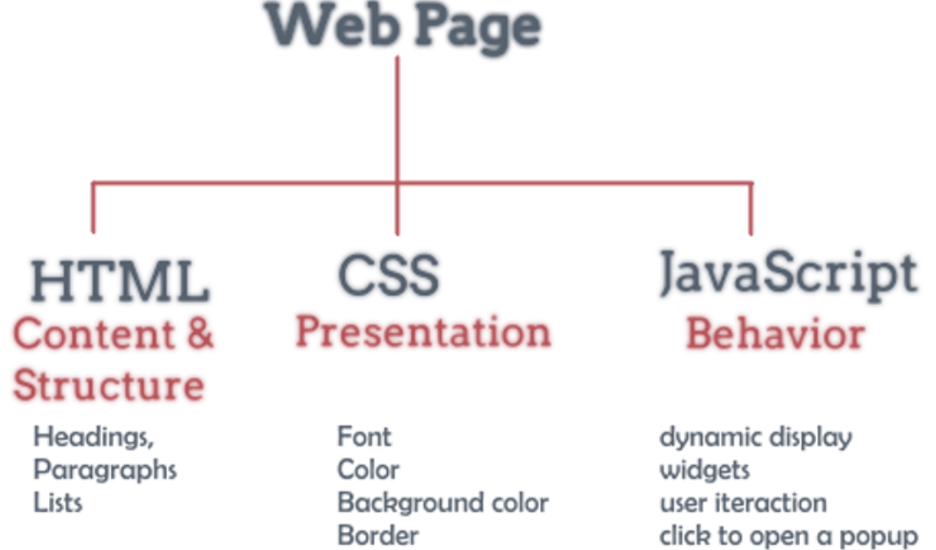 Web Page
HTML
Content &
Structure
Headings,
Paragraphs
Lists
CSS
Presentation
Font
Color
Background color
Border
JavaScript
Behavior
dynamic display
widgets
user iteraction
click to open a popup